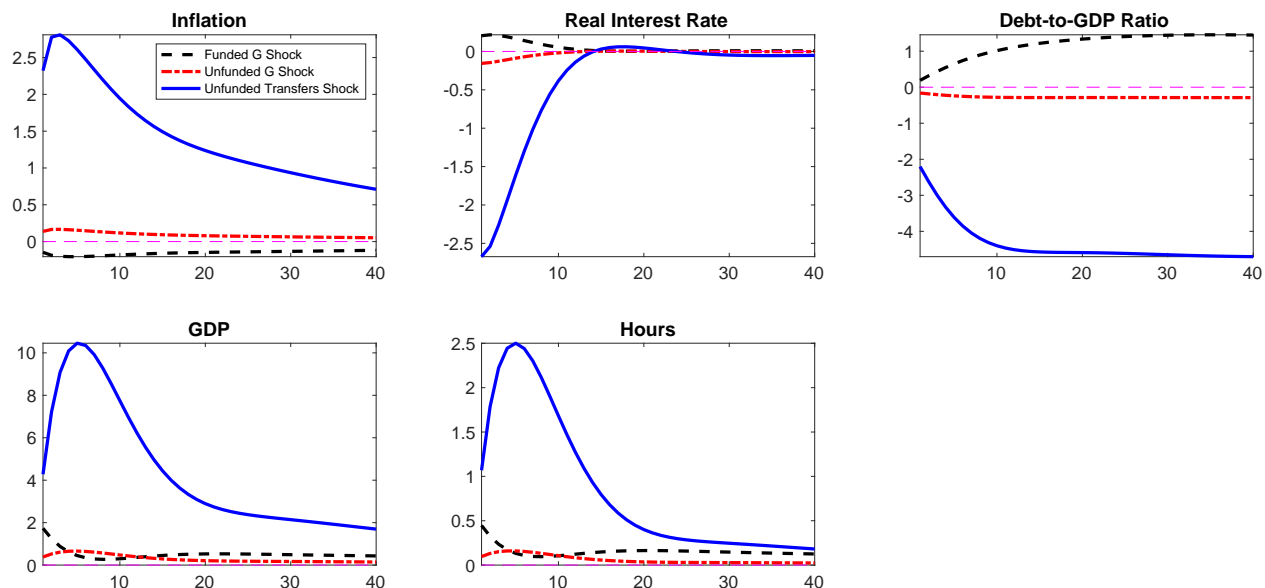 Inflation
2.5
2
1.5
1
0.5
0
10 20 30 40
Funded G Shock
Unfunded G Shock
Unfunded Transfers Shock
Real Interest Rate
0
-0.5
-1
-1.5
-2
-2.5
10 20 30 40
Debt-to-GDP Ratio
1
0
-1
-2
-3
-4
10 20 30 40
GDP
10
8
6
4
2
0
10 20 30 40
Hours
2.5
2
1.5
1
0.5
0
10 20 30 40